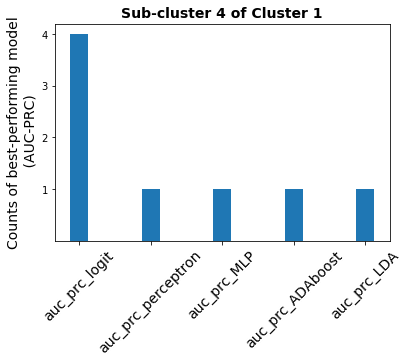 Sub-cluster 4 of Cluster 1
Counts of best-performing model
(AUC-PRC)
4
3
2
1
auc_prc_logit
auc_prc_perceptron
auc_prc_MLP
auc_prc_ADAboost
auc_prc_LDA